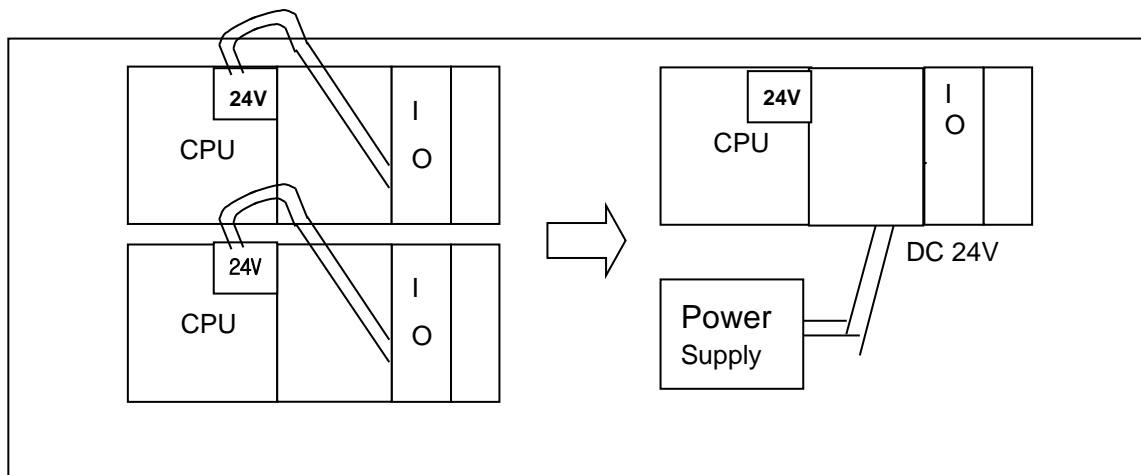 24V
CPU
I
O
24V
CPU
I
O
24V
CPU
I
O
DC 24V
Power
Supply